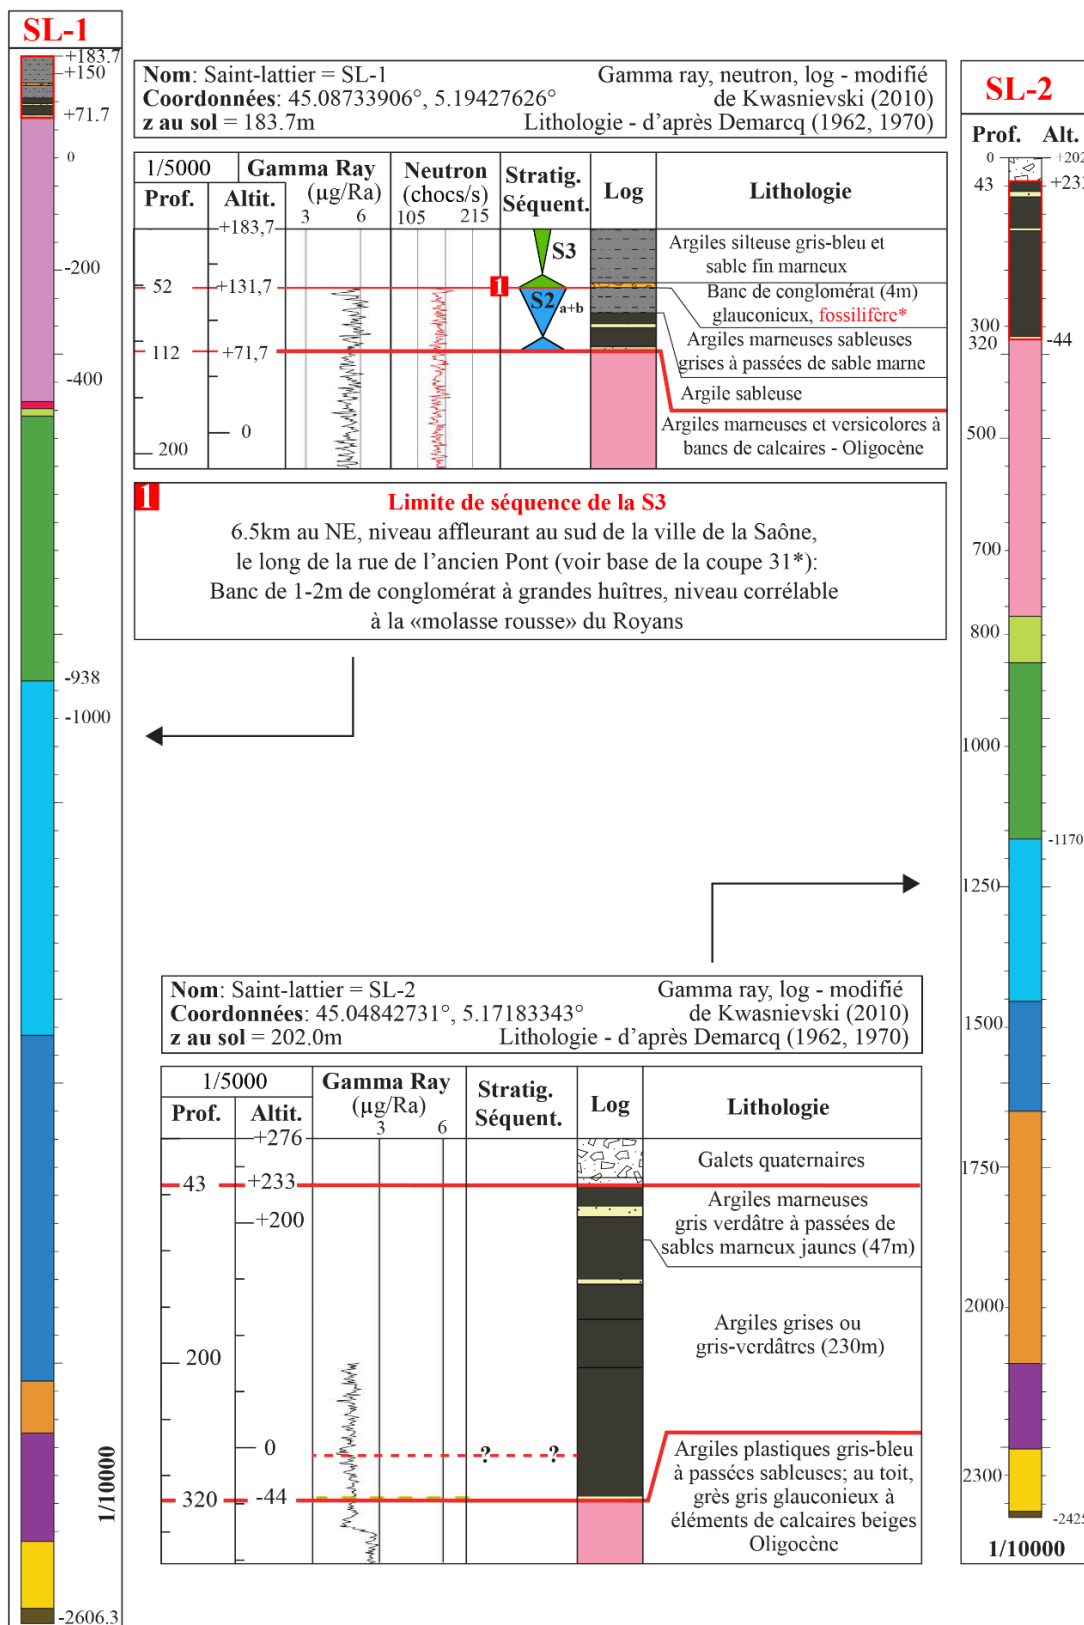 SL-1
+183.7
+150
+71.7
0
-200
-400
-938
-1000
-2606.3
1/10000
Nom: Saint-lattier = SL-1
Gamma ray, neutron, log - modifié
Coordonnées: 45.08733906°, 5.19427626°
de Kwasnievski (2010)
z au sol = 183.7m
Lithologie - d'après Demarcq (1962, 1970)
1/5000
Gamma Ray
(µg/Ra)
3 6
Neutron
(chocs/s)
105 215
Stratig.
Séquent.
Log
Lithologie
Prof.
Altit.
+183,7
52
+131,7
112
+71,7
0
200
1
S3
S2
a+b
Argiles silteuse gris-bleu et
sable fin marneux
Banc de conglomérat (4m)
glauconieux, fossilifère*
Argiles marneuses sableuses
grises à passées de sable marne
Argile sableuse
Argiles marneuses et versicolores à
bancs de calcaires - Oligocène
1
Limite de séquence de la S3
6.5km au NE, niveau affleurant au sud de la ville de la Saône,
le long de la rue de l'ancien Pont (voir base de la coupe 31*):
Banc de 1-2m de conglomérat à grandes huîtres, niveau corrélable
à la «molasse rousse» du Royans
Nom: Saint-lattier = SL-2
Gamma ray, log - modifié
Coordonnées: 45.04842731°, 5.17183343°
de Kwasnievski (2010)
z au sol = 202.0m
Lithologie - d'après Demarcq (1962, 1970)
1/5000
Gamma Ray
(µg/Ra)
3 6
Stratig.
Séquent.
Log
Lithologie
Prof.
Altit.
+276
43
+233
+200
200
0
320
-44
? ?
Galets quaternaires
Argiles marneuses
gris verdâtre à passées de
sables marneux jaunes (47m)
Argiles grises ou
gris-verdâtres (230m)
Argiles plastiques gris-bleu
à passées sableuses; au toit,
grès gris glauconieux à
éléments de calcaires beiges
Oligocène
SL-2
Prof. Alt.
0
+202
43
+233
300
320
-44
500
700
800
1000
-1170
1250
1500
1750
2000
2300
-2425
1/10000